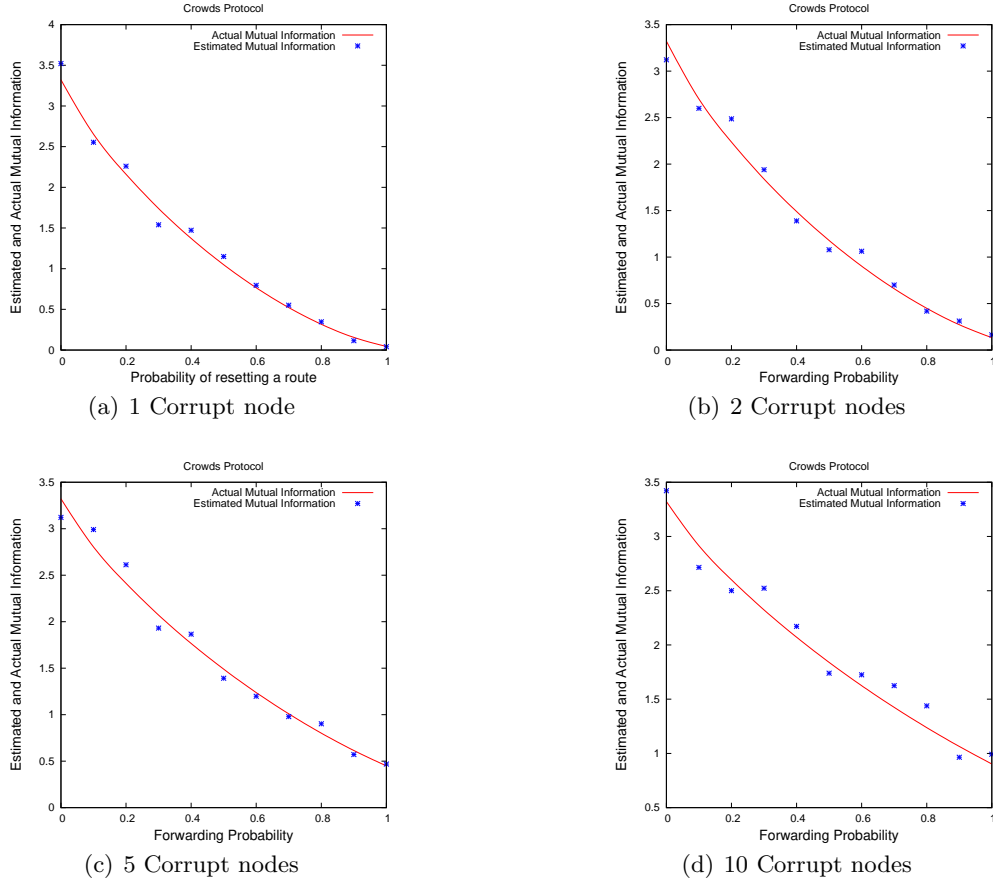 Crowds Protocol
Actual Mutual Information
Estimated Mutual Information
Estimated and Actual Mutual Information
4
3.5
3
2.5
2
1.5
1
0.5
0
0 0.2 0.4 0.6 0.8 1
Probability of resetting a route
(a) 1 Corrupt node
Crowds Protocol
Actual Mutual Information
Estimated Mutual Information
Estimated and Actual Mutual Information
3.5
3
2.5
2
1.5
1
0.5
0
0 0.2 0.4 0.6 0.8 1
Forwarding Probability
(b) 2 Corrupt nodes
Crowds Protocol
Actual Mutual Information
Estimated Mutual Information
Estimated and Actual Mutual Information
3.5
3
2.5
2
1.5
1
0.5
0
0 0.2 0.4 0.6 0.8 1
Forwarding Probability
(c) 5 Corrupt nodes
Crowds Protocol
Actual Mutual Information
Estimated Mutual Information
Estimated and Actual Mutual Information
3.5
3
2.5
2
1.5
1
0.5
0 0.2 0.4 0.6 0.8 1
Forwarding Probability
(d) 10 Corrupt nodes